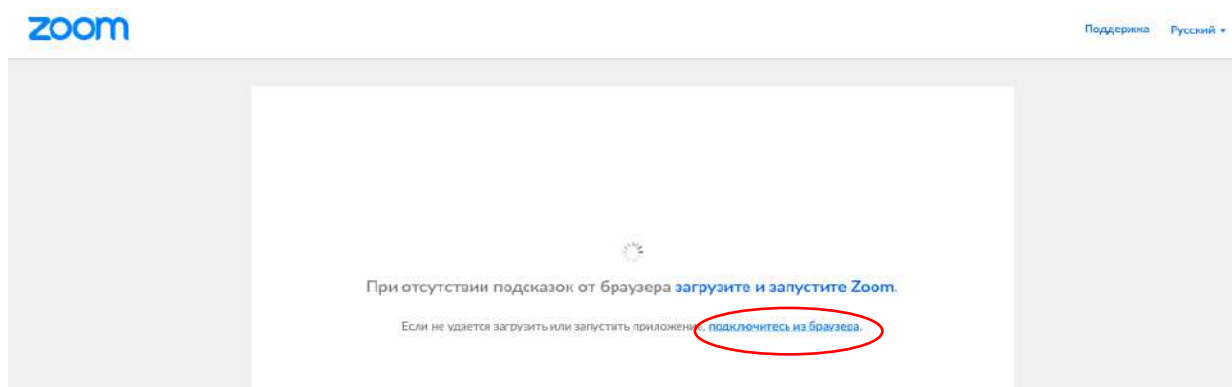 zoom
Поддержка Русский
При отсутствии подсказок от браузера загрузите и запустите Zoom.
Если не удается загрузить или запустить приложение, подключитесь из браузера.